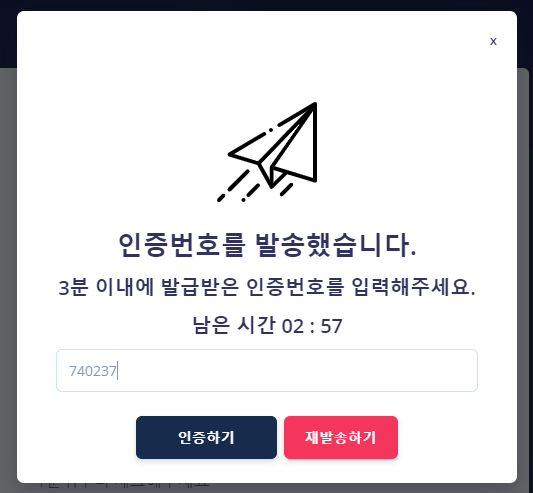 x
인증번호를 발송했습니다.
3분 이내에 발급받은 인증번호를 입력해주세요.
남은 시간 02 : 57
740237
인증하기 재발송하기